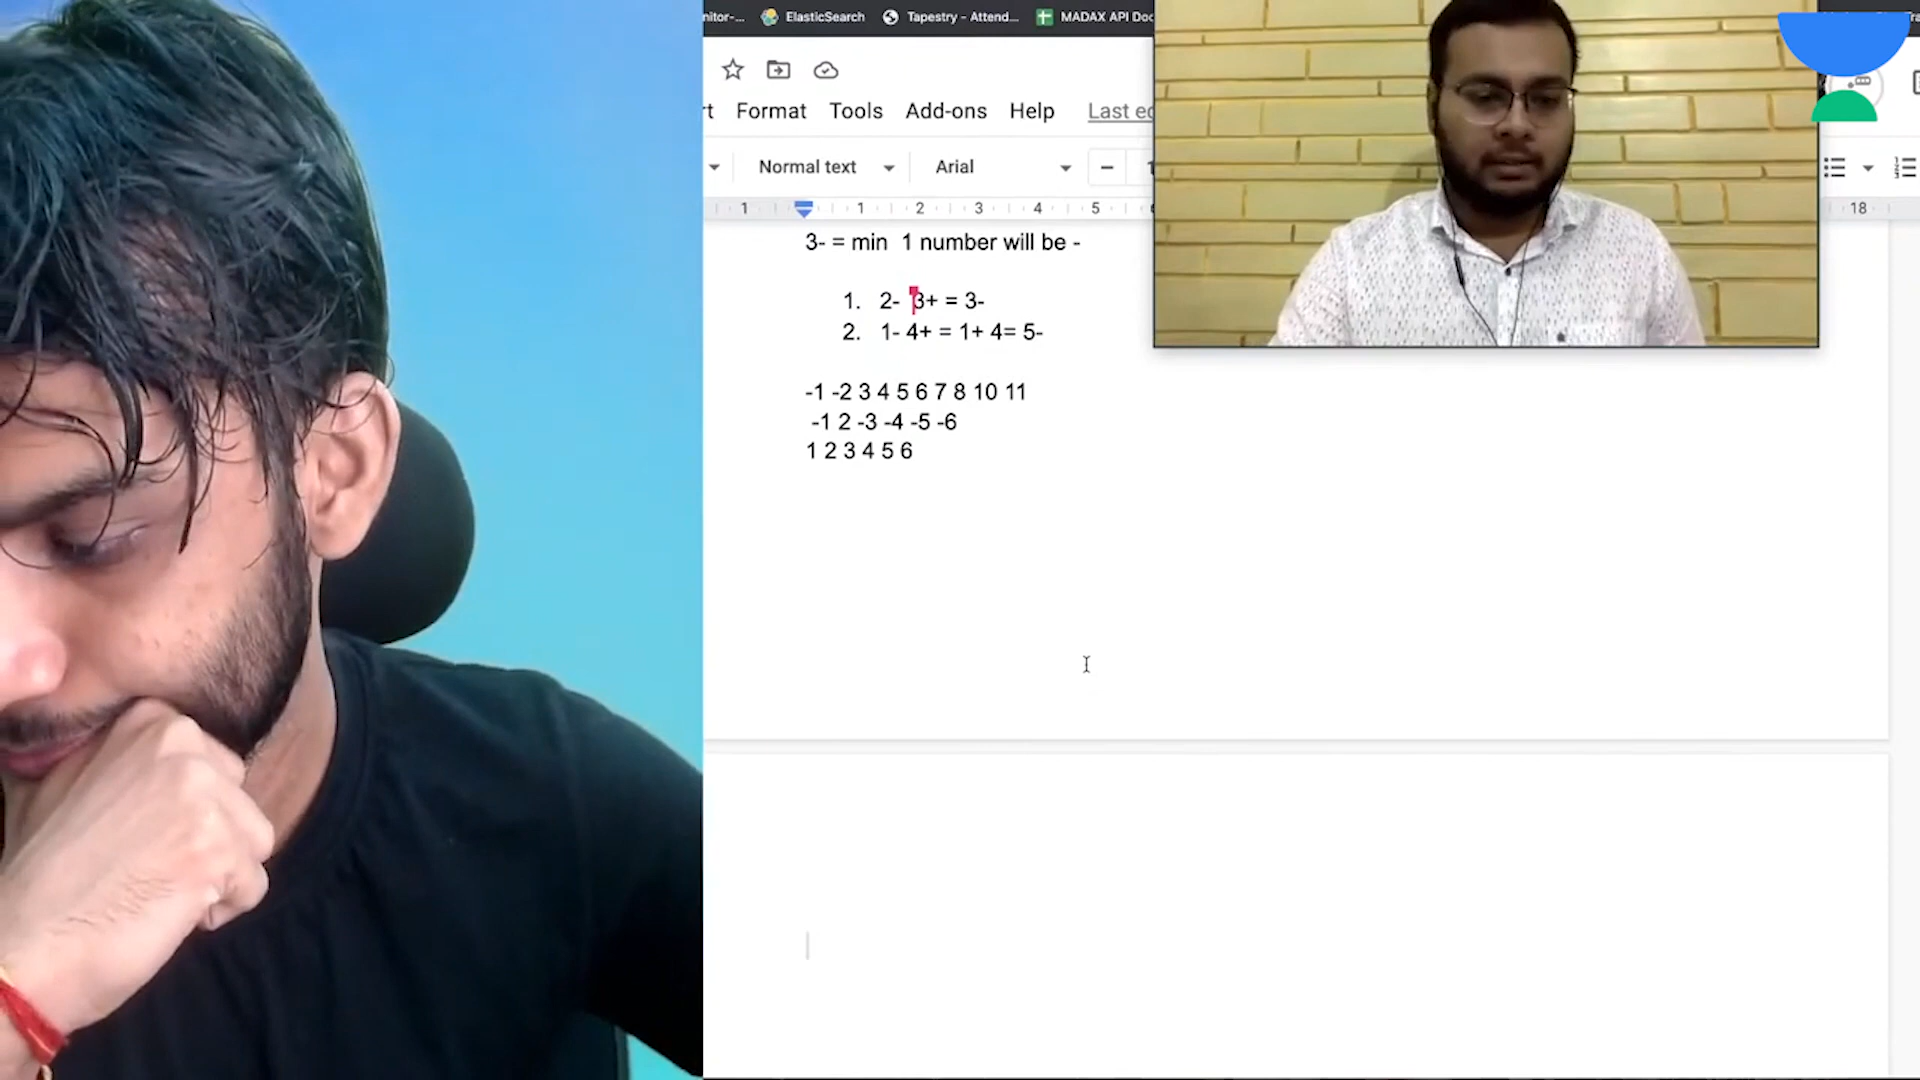 nitor-... ElasticSearch Tapestry - Attend... MADAX API Doc
rt Format Tools Add-ons Help Last ed
Normal text Arial
1 1 2 3 4 5 18
3- = min 1 number will be -
1. 2- 3+ = 3-
2. 1- 4+ = 1+ 4= 5-
-1 -2 3 4 5 6 7 8 10 11
-1 2 -3 -4 -5 -6
1 2 3 4 5 6